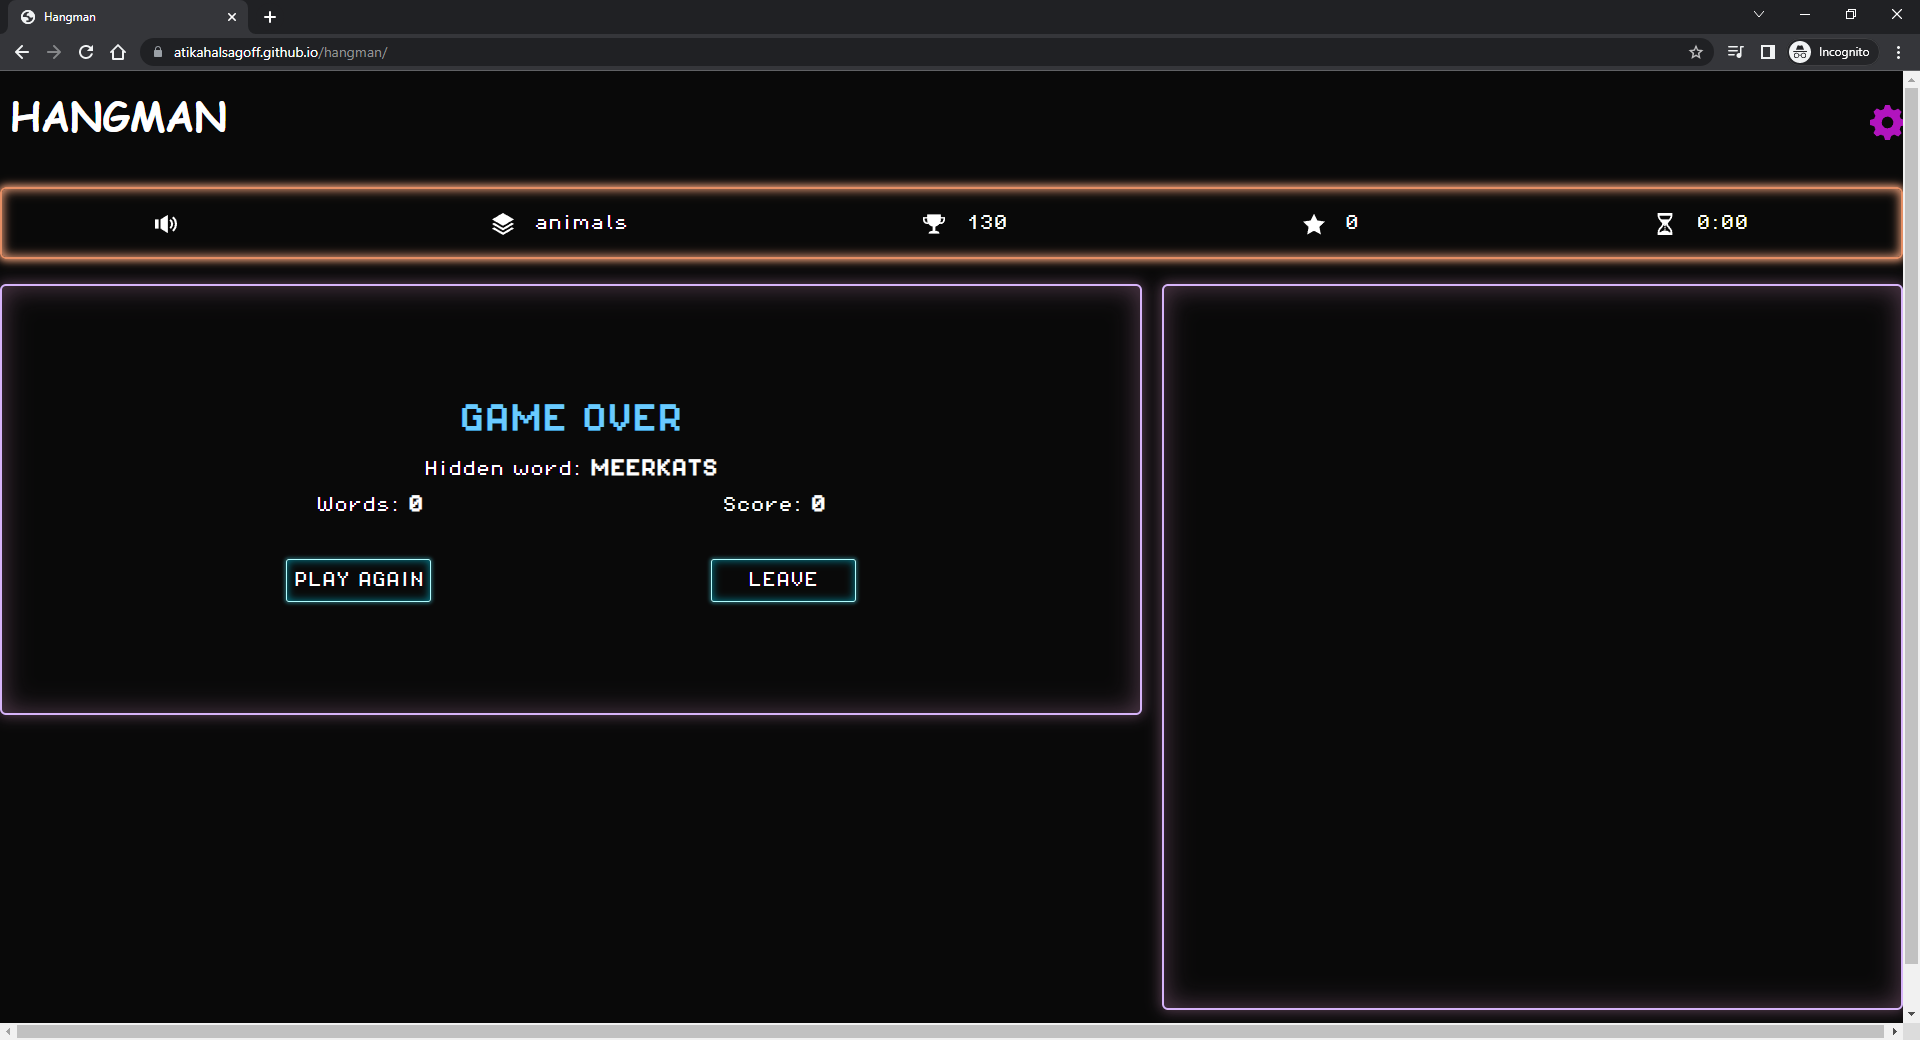 Hangman
atikahalsagoff.github.io/hangman/
Incognito
HANGMAN
animals
130
0
0:00
GAME OVER
Hidden word: MEERKATS
Words: 0
Score: 0
PLAY AGAIN
LEAVE